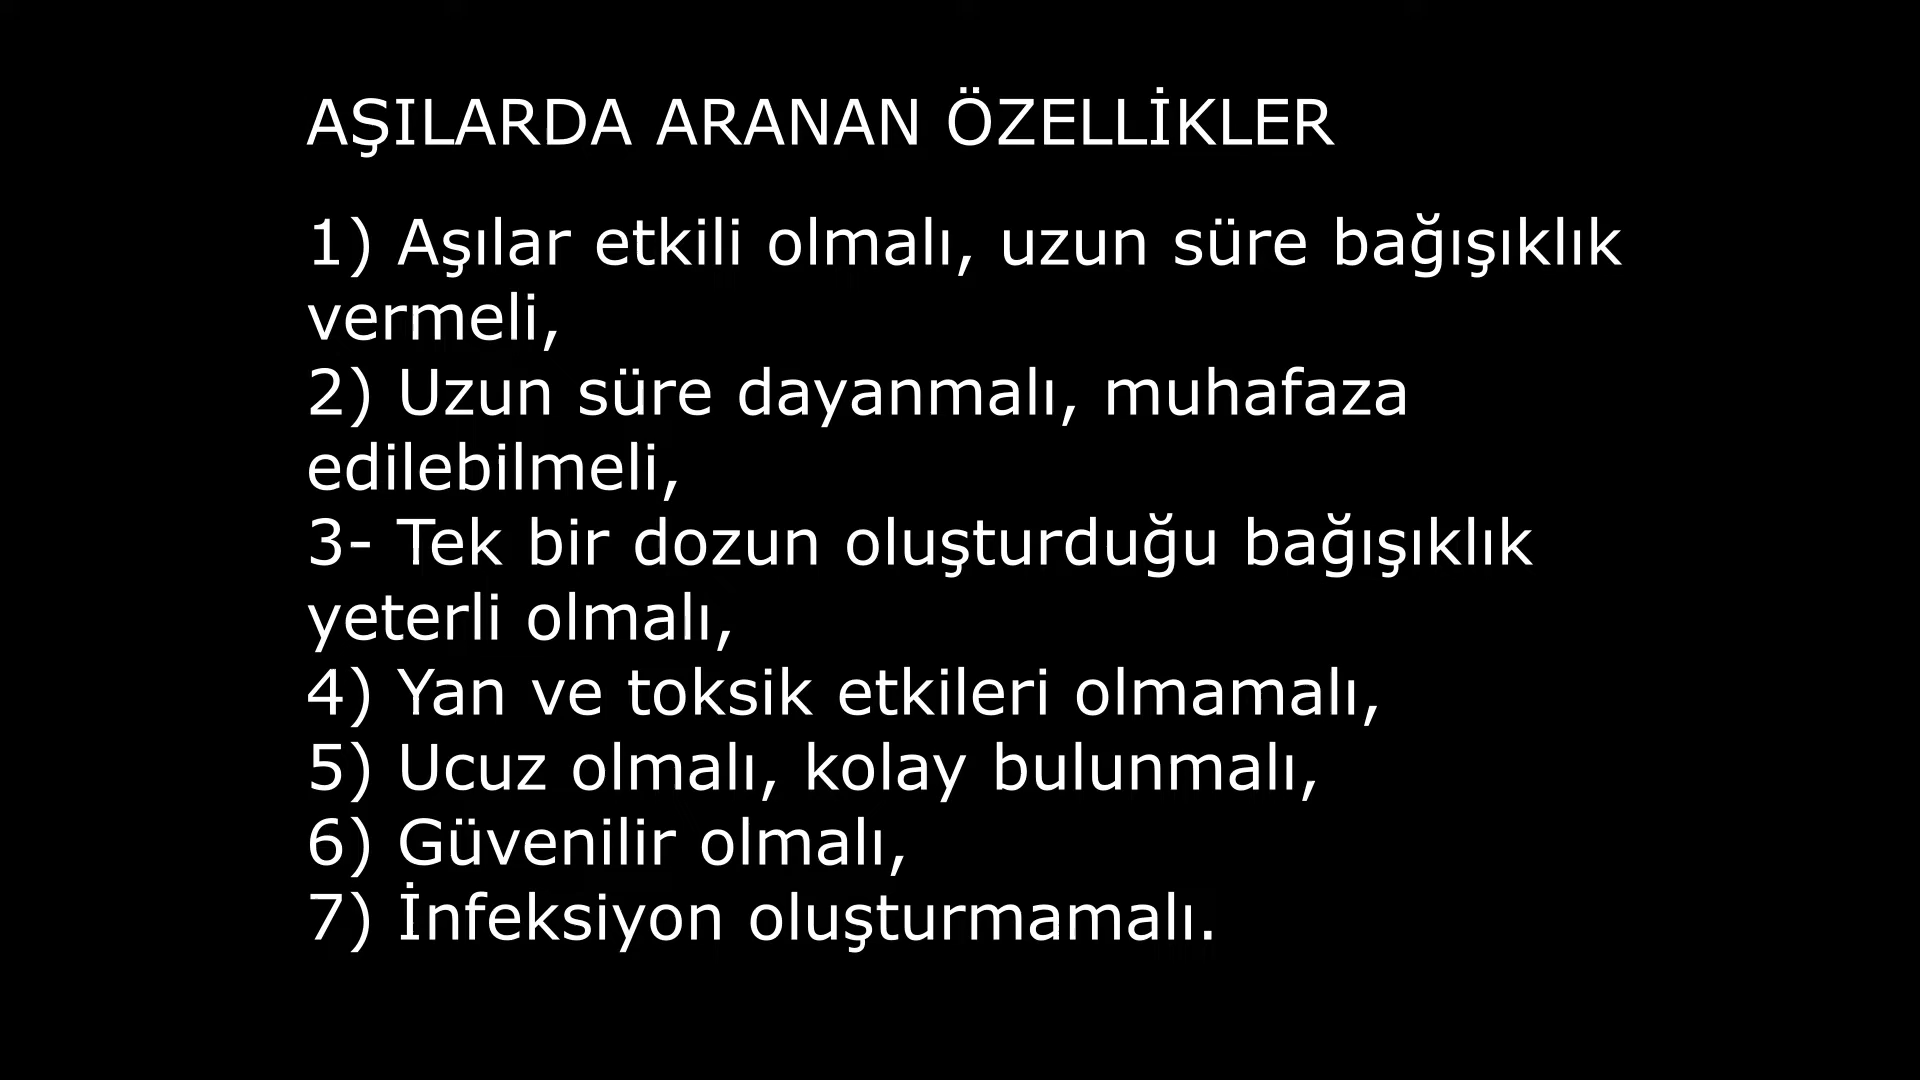 AŞILARDA ARANAN ÖZELLİKLER
1) Aşılar etkili olmalı, uzun süre bağışıklık
vermeli,
2) Uzun süre dayanmalı, muhafaza
edilebilmeli,
3- Tek bir dozun oluşturduğu bağışıklık
yeterli olmalı,
4) Yan ve toksik etkileri olmamalı,
5) Ucuz olmalı, kolay bulunmalı,
6) Güvenilir olmalı,
7) İnfeksiyon oluşturmamalı.